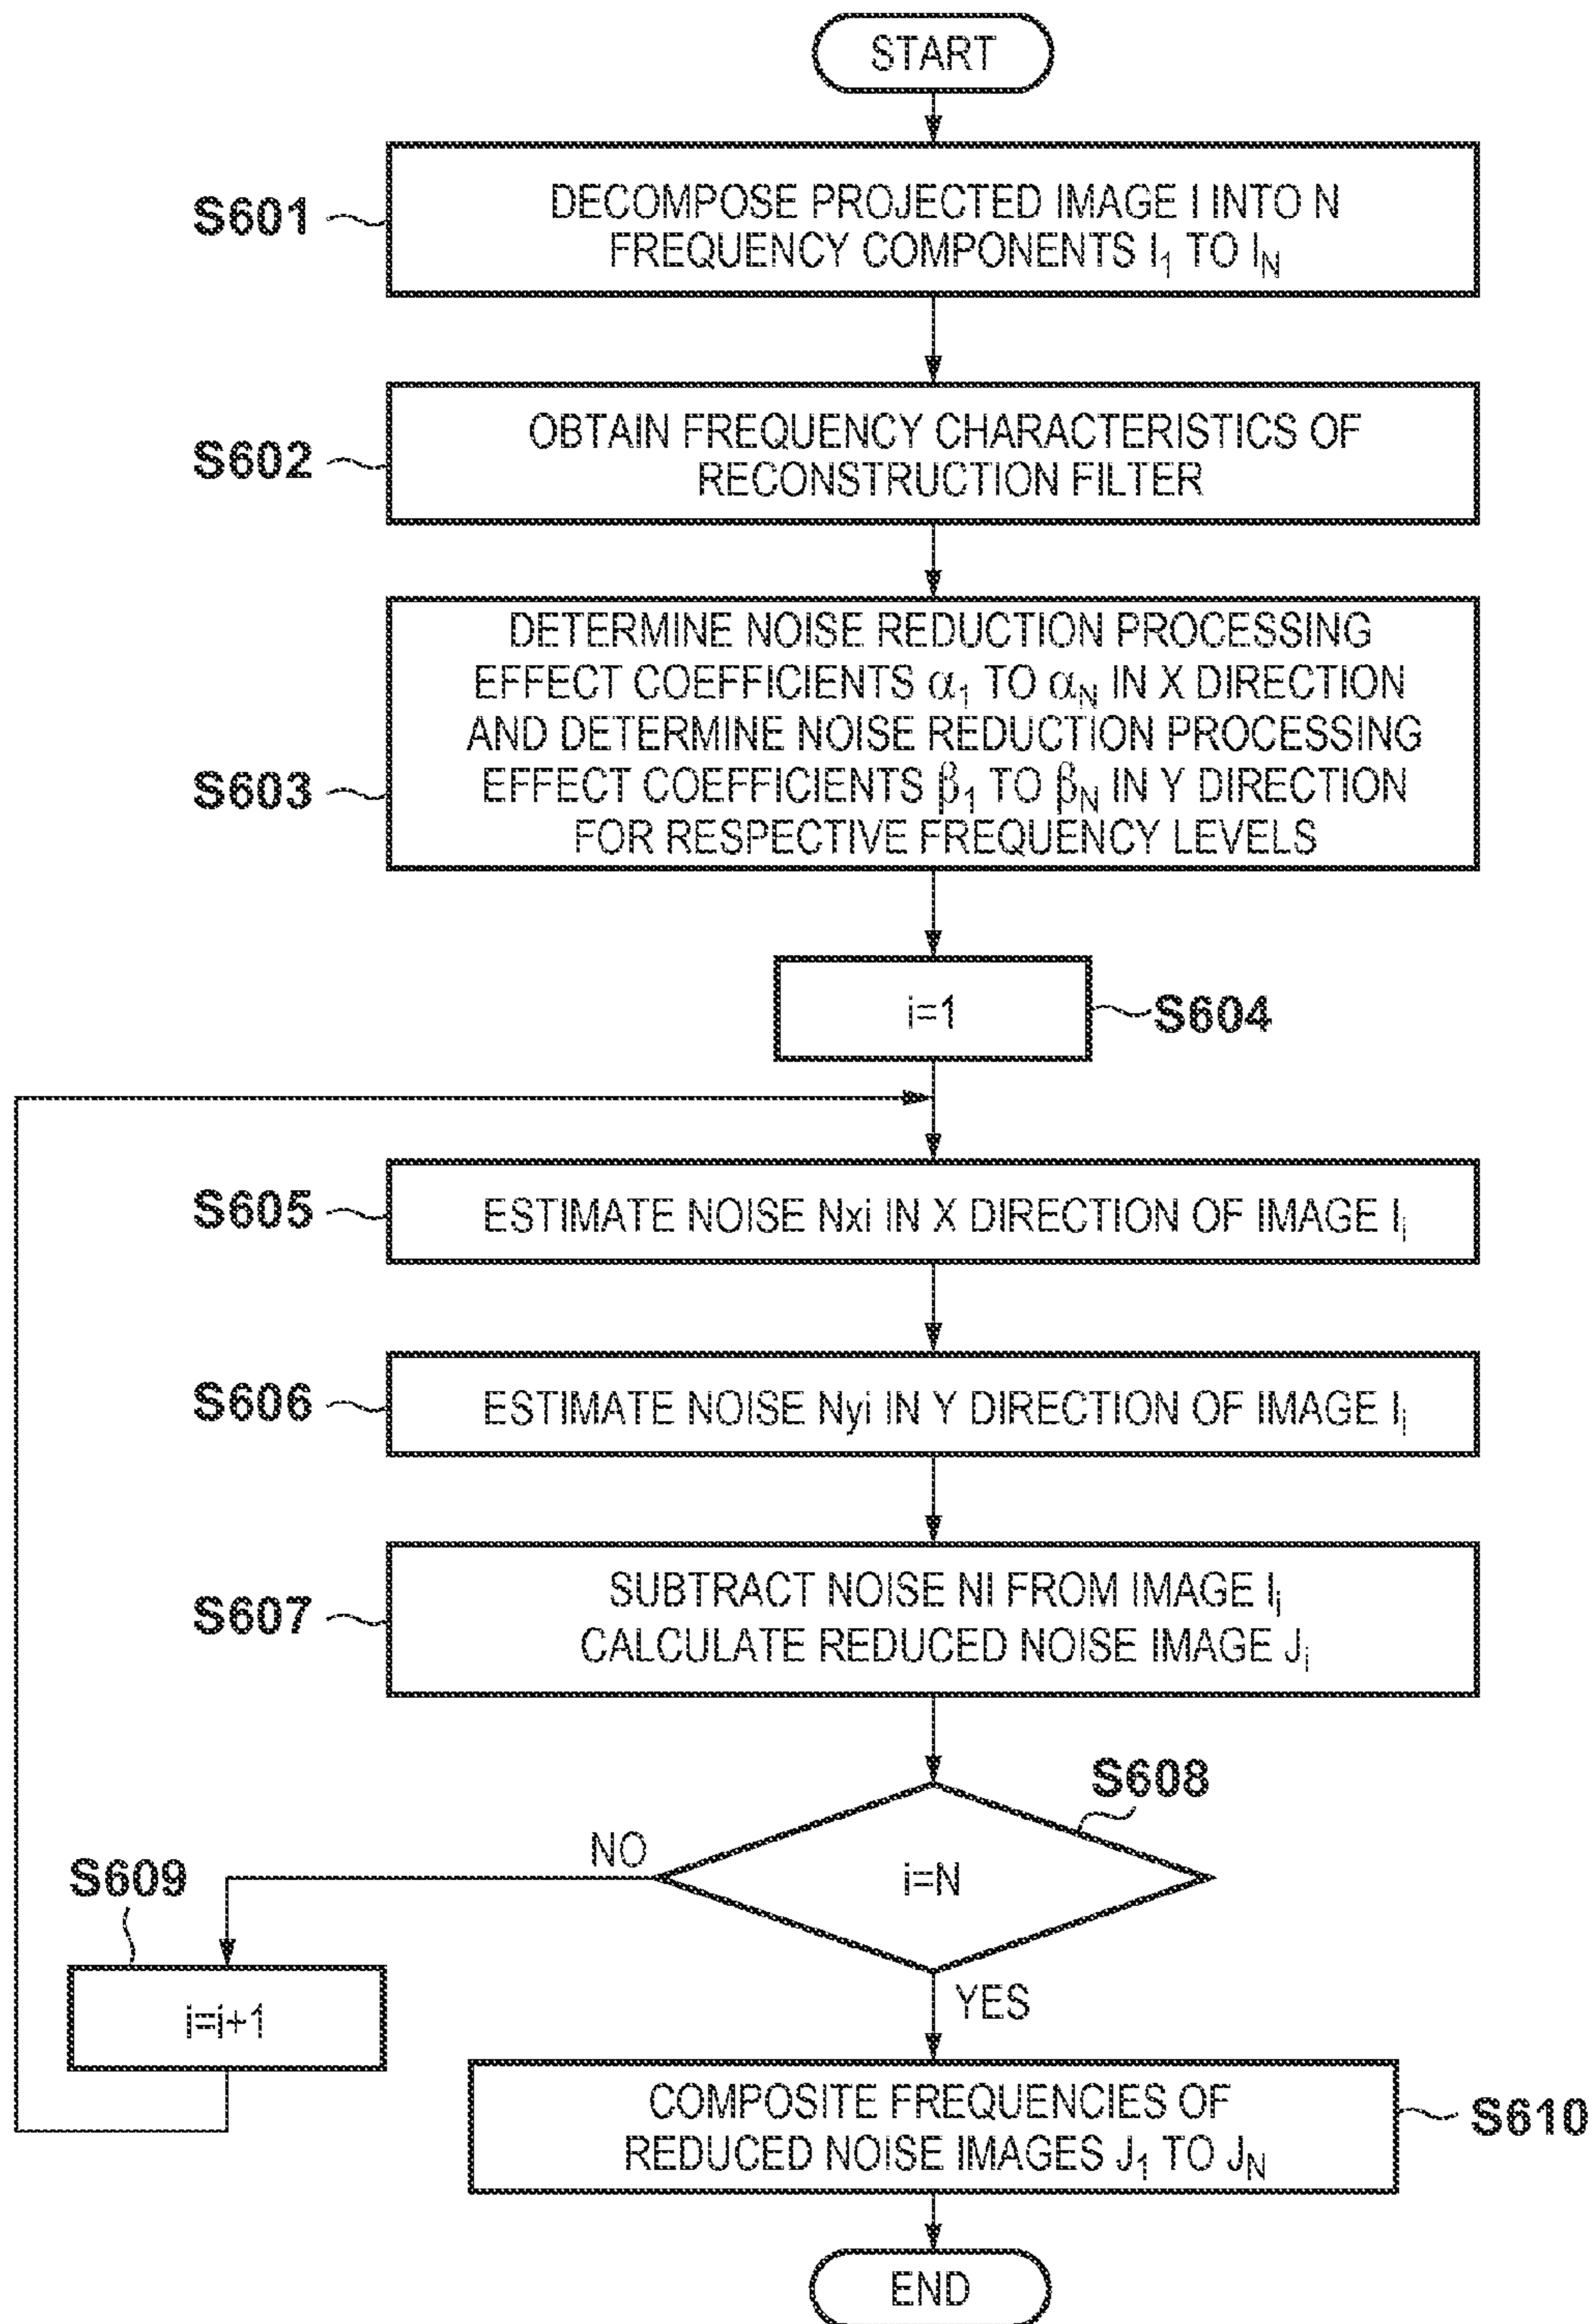 START
S601
DECOMPOSE PROJECTED IMAGE I INTO N
FREQUENCY COMPONENTS I₁ TO I_N
S602
OBTAIN FREQUENCY CHARACTERISTICS OF
RECONSTRUCTION FILTER
S603
DETERMINE NOISE REDUCTION PROCESSING
EFFECT COEFFICIENTS α₁ TO α_N IN X DIRECTION
AND DETERMINE NOISE REDUCTION PROCESSING
EFFECT COEFFICIENTS β₁ TO β_N IN Y DIRECTION
FOR RESPECTIVE FREQUENCY LEVELS
i=1
S604
S605
ESTIMATE NOISE Nxi IN X DIRECTION OF IMAGE Iᵢ
S606
ESTIMATE NOISE Nyi IN Y DIRECTION OF IMAGE Iᵢ
S607
SUBTRACT NOISE NI FROM IMAGE Iᵢ
CALCULATE REDUCED NOISE IMAGE Jᵢ
S608
NO
i=N
S609
i=i+1
YES
COMPOSITE FREQUENCIES OF
REDUCED NOISE IMAGES J₁ TO J_N
S610
END